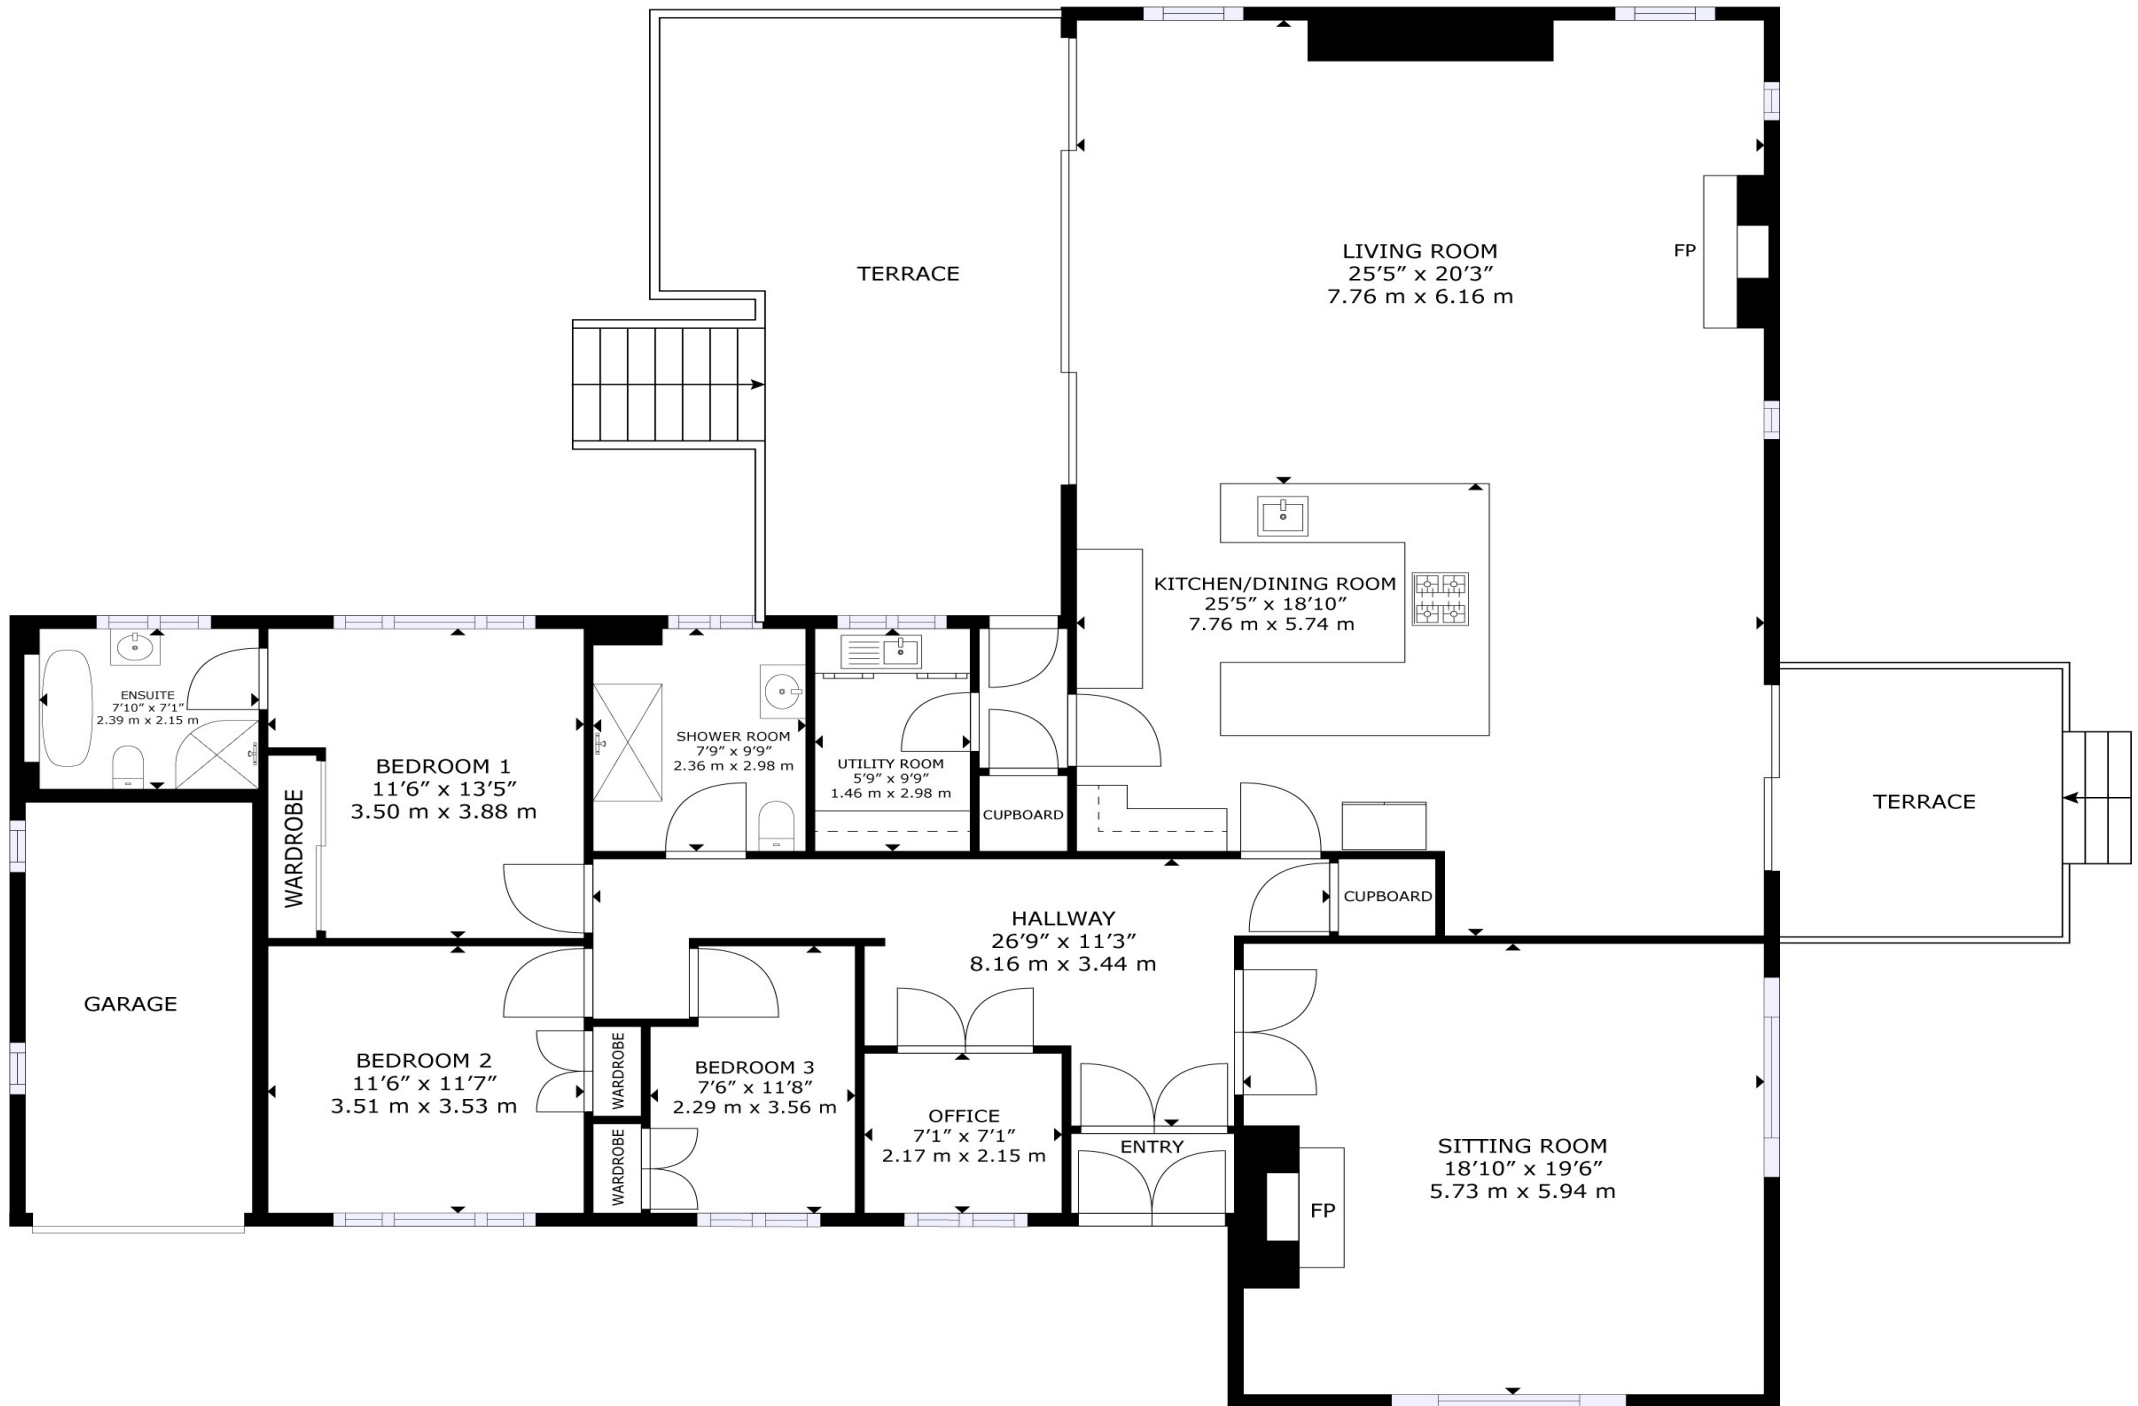 TERRACE
LIVING ROOM
25'5" x 20'3"
7.76 m x 6.16 m
FP
KITCHEN/DINING ROOM
25'5" x 18'10"
7.76 m x 5.74 m
ENSUITE
7'10" x 7'1"
2.39 m x 2.15 m
BEDROOM 1
11'6" x 13'5"
3.50 m x 3.88 m
WARDROBE
SHOWER ROOM
7'9" x 9'9"
2.36 m x 2.98 m
UTILITY ROOM
5'9" x 9'9"
1.46 m x 2.98 m
CUPBOARD
TERRACE
CUPBOARD
HALLWAY
26'9" x 11'3"
8.16 m x 3.44 m
GARAGE
BEDROOM 2
11'6" x 11'7"
3.51 m x 3.53 m
WARDROBE
WARDROBE
BEDROOM 3
7'6" x 11'8"
2.29 m x 3.56 m
OFFICE
7'1" x 7'1"
2.17 m x 2.15 m
ENTRY
SITTING ROOM
18'10" x 19'6"
5.73 m x 5.94 m
FP